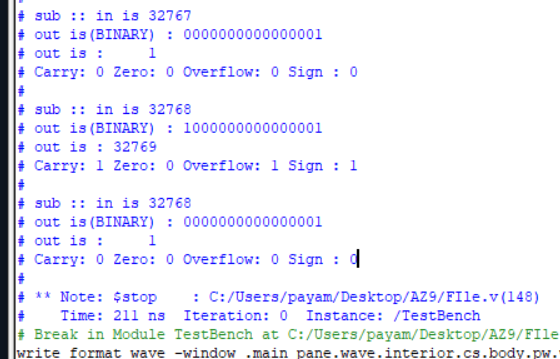 # sub :: in is 32767
# out is(BINARY) : 0000000000000001
# out is :     1
# Carry: 0 Zero: 0 Overflow: 0 Sign : 0
#
# sub :: in is 32768
# out is(BINARY) : 1000000000000001
# out is : 32769
# Carry: 1 Zero: 0 Overflow: 1 Sign : 1
#
# sub :: in is 32768
# out is(BINARY) : 0000000000000001
# out is :     1
# Carry: 0 Zero: 0 Overflow: 0 Sign : 0
#
# ** Note: $stop    : C:/Users/payam/Desktop/AZ9/FIle.v(148)
#    Time: 211 ns  Iteration: 0  Instance: /TestBench
# Break in Module TestBench at C:/Users/payam/Desktop/AZ9/FIle
write format wave -window .main_pane.wave.interior.cs.body.pw.